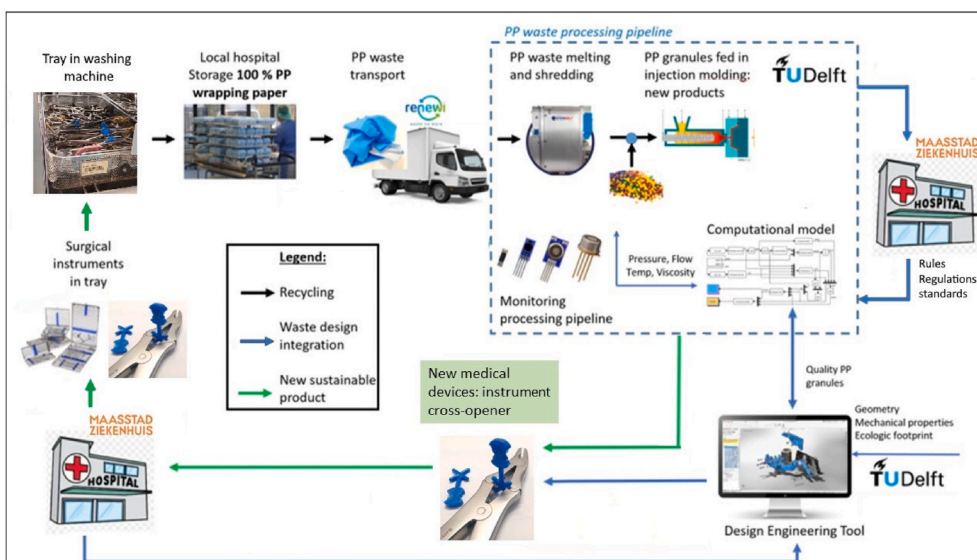 PP waste processing pipeline
Tray in washing
machine
Local hospital
Storage 100 % PP
wrapping paper
PP waste
transport
PP waste melting
and shredding
PP granules fed in
injection molding:
new products
TUDelft
renewi
MAASSTAD
ZIEKENHUIS
HOSPITAL
Surgical
instruments
in tray
Legend:
Recycling
Waste design
integration
New sustainable
product
Computational model
Pressure, Flow
Temp, Viscosity
Monitoring
processing pipeline
Rules
Regulations
standards
New medical
devices: instrument
cross-opener
Quality PP
granules
Geometry
Mechanical properties
Ecologic footprint
TUDelft
MAASSTAD
ZIEKENHUIS
HOSPITAL
Design Engineering Tool